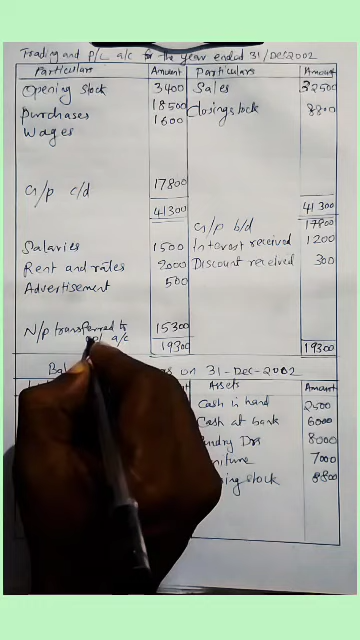 Trading and P/L a/c for the year ended 31/Dec 2002
Particulars Amount Particulars Amount
Opening stock 3400 Sales 32500
Purchases 18500 Closing stock 8800
Wages 1600
G/p c/d 17800
41300 41300
G/p b/d 17800
Salaries 1500 Interest received 1200
Rent and rates 2000 Discount received 300
Advertisement 500
N/p transferred to 15300
a/c 19300 19300
on 31-Dec-2002
Assets Amount
Cash in hand 2500
Cash at bank 6000
Drs 8000
7000
stock 8800